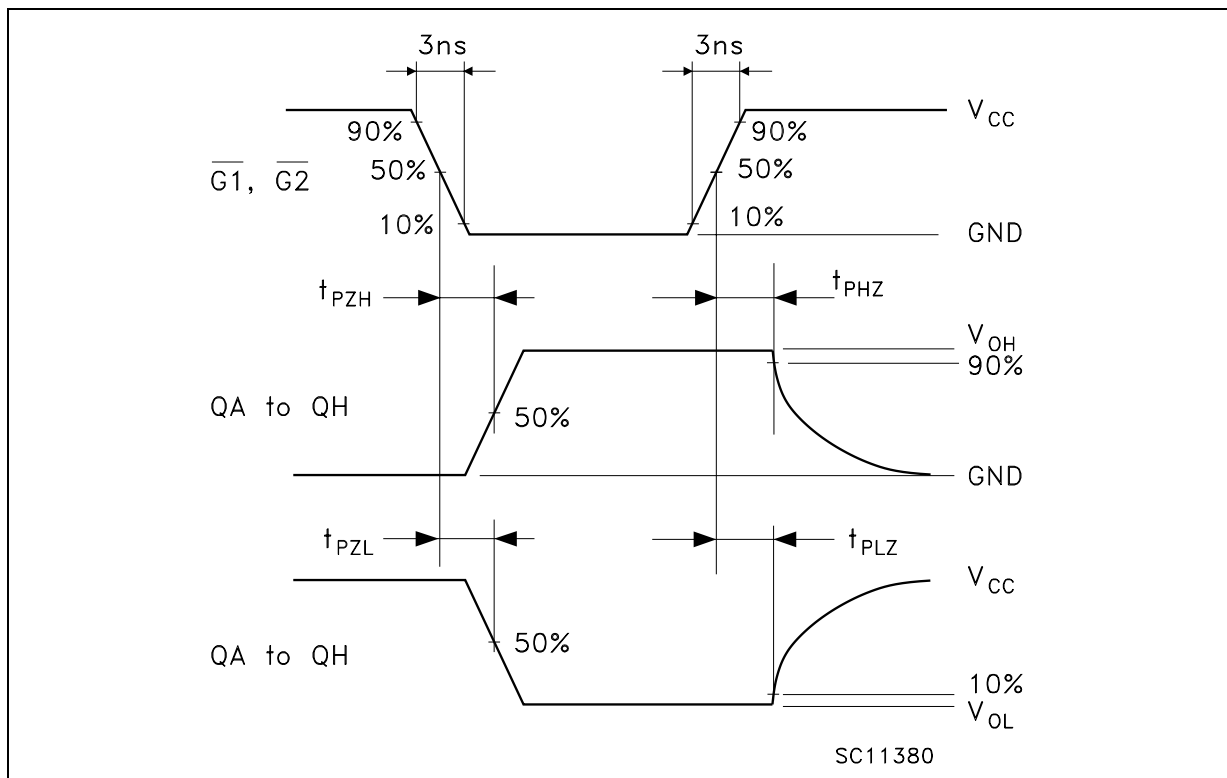 3ns 3ns
V_CC
90% 90%
G1, G2 50% 50%
10% 10%
GND
t_PZH t_PHZ
V_OH
90%
QA to QH 50%
GND
t_PZL t_PLZ
V_CC
QA to QH 50%
10%
V_OL
SC11380